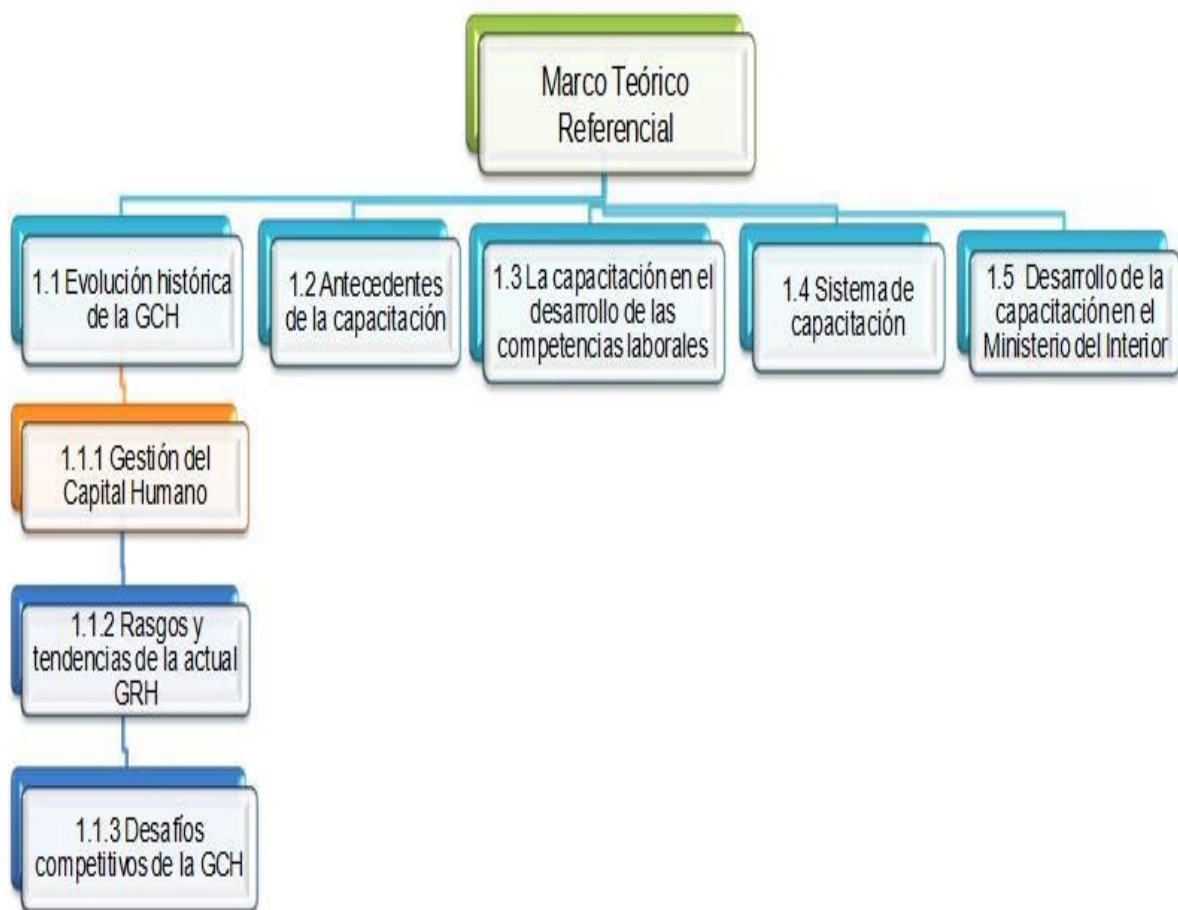 Marco Teórico
Referencial
1.1 Evolución histórica
de la GCH
1.2 Antecedentes
de la capacitación
1.3 La capacitación en el
desarrollo de las
competencias laborales
1.4 Sistema de
capacitación
1.5 Desarrollo de la
capacitación en el
Ministerio del Interior
1.1.1 Gestión del
Capital Humano
1.1.2 Rasgos y
tendencias de la actual
GRH
1.1.3 Desafíos
competitivos de la GCH